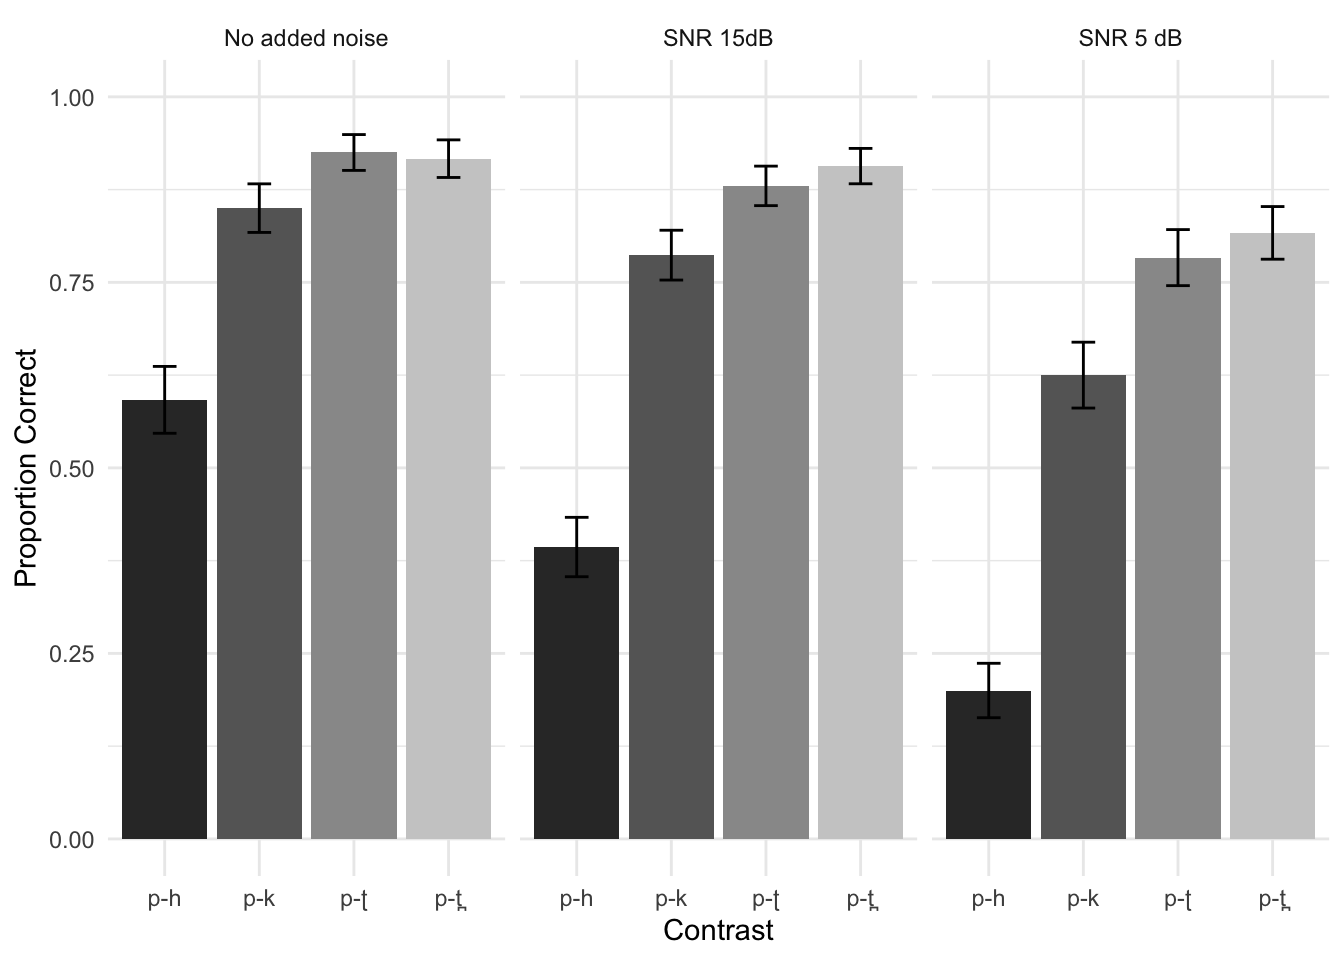 No added noise SNR 15dB SNR 5 dB
1.00
0.75
0.50
0.25
0.00
Proportion Correct
p-h p-k p-ʈ p-t̪ p-h p-k p-ʈ p-t̪ p-h p-k p-ʈ p-t̪
Contrast